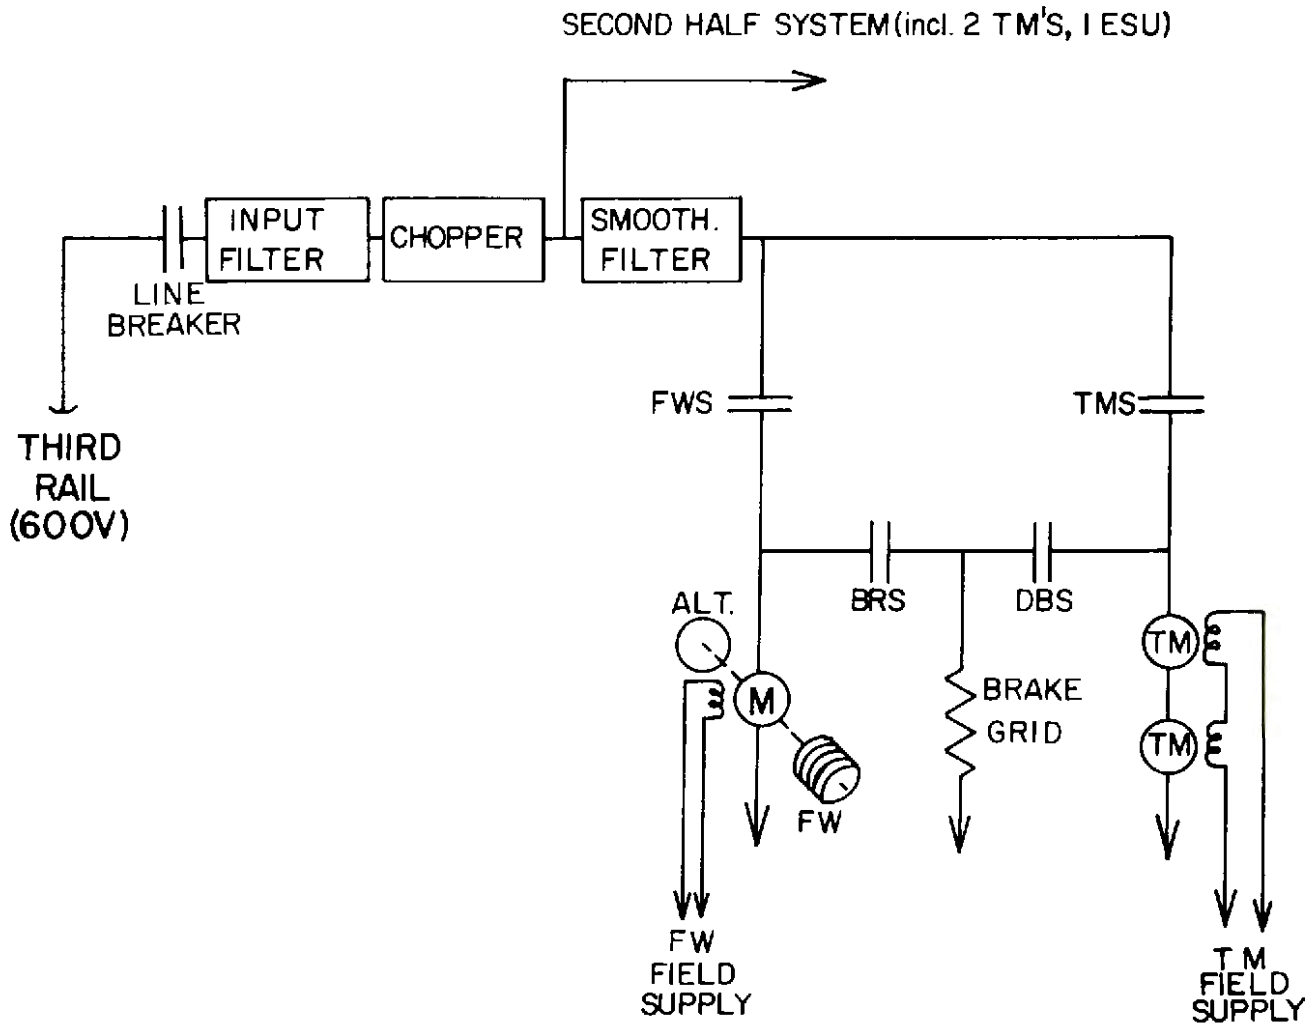 SECOND HALF SYSTEM (incl. 2 TM'S, 1 ESU)
INPUT
FILTER
CHOPPER
SMOOTH.
FILTER
LINE
BREAKER
THIRD
RAIL
(600V)
FWS
TMS
BRS
DBS
ALT.
M
FW
BRAKE
GRID
TM
TM
FW
FIELD
SUPPLY
TM
FIELD
SUPPLY